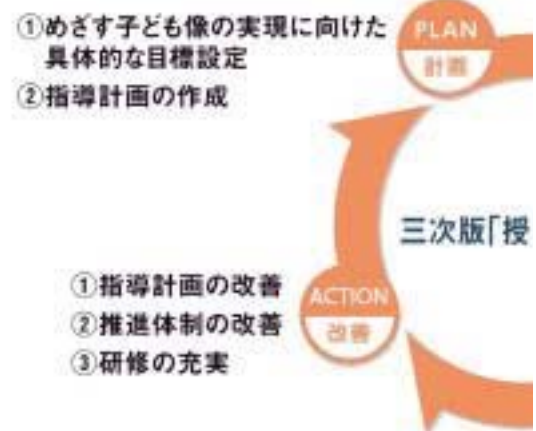 ①めざす子ども像の実現に向けた
具体的な目標設定
②指導計画の作成
PLAN
計画
三次版「授
①指導計画の改善
②推進体制の改善
③研修の充実
ACTION
改善